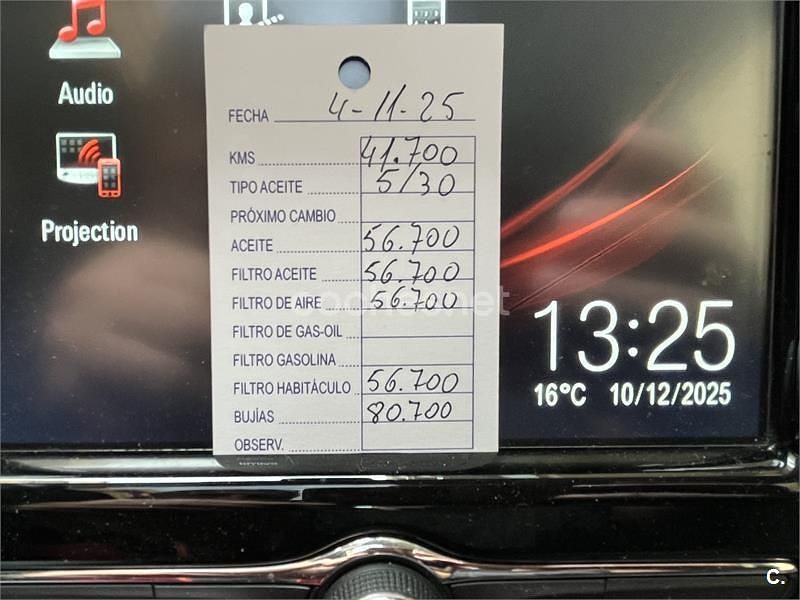 Audio
Projection
FECHA 4-11-25
KMS 41.700
TIPO ACEITE 5/30
PRÓXIMO CAMBIO
ACEITE 56.700
FILTRO ACEITE 56.700
FILTRO DE AIRE 56.700
FILTRO DE GAS-OIL
FILTRO GASOLINA
FILTRO HABITÁCULO 56.700
BUJÍAS 80.700
OBSERV.
13:25
16°C 10/12/2025
coches.net
C.